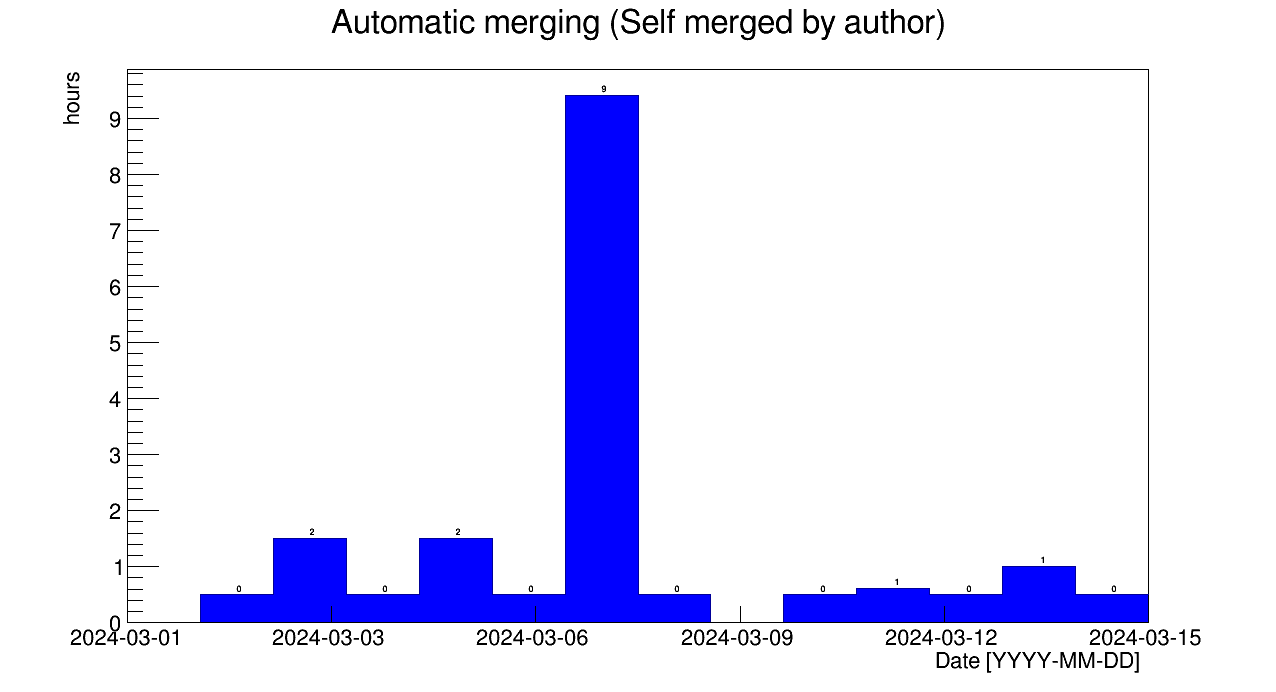 Automatic merging (Self merged by author)
hours
9
8
7
6
5
4
3
2
1
0
0 2 0 2 0 9 0 0 1 0 1 0
2024-03-01 2024-03-03 2024-03-06 2024-03-09 2024-03-12 2024-03-15
Date [YYYY-MM-DD]